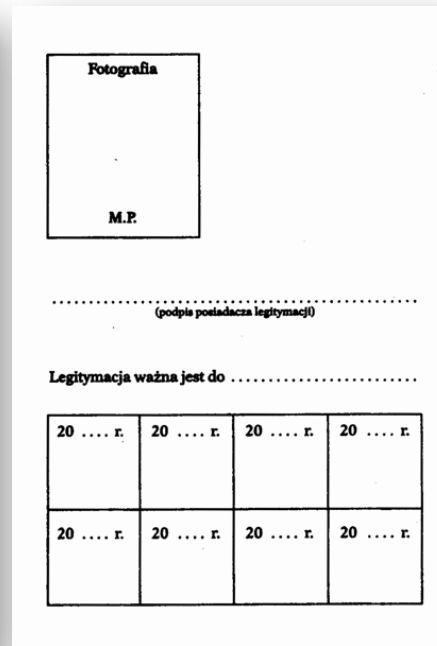 Fotografia
M.P.
................................................
(podpis posiadacza legitymacji)
Legitymacja ważna jest do .........................
20 .... r. 20 .... r. 20 .... r. 20 .... r.
20 .... r. 20 .... r. 20 .... r. 20 .... r.